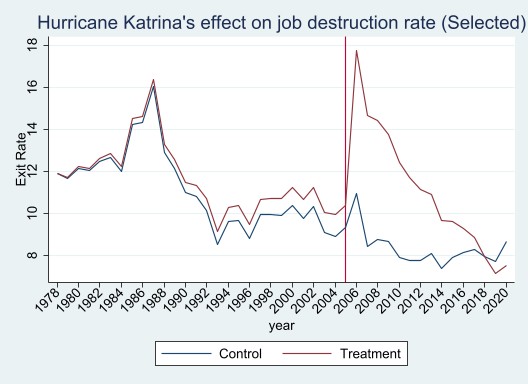 Hurricane Katrina's effect on job destruction rate (Selected)
18
16
14
12
10
8
Exit Rate
1978 1980 1982 1984 1986 1988 1990 1992 1994 1996 1998 2000 2002 2004 2006 2008 2010 2012 2014 2016 2018 2020
year
Control Treatment